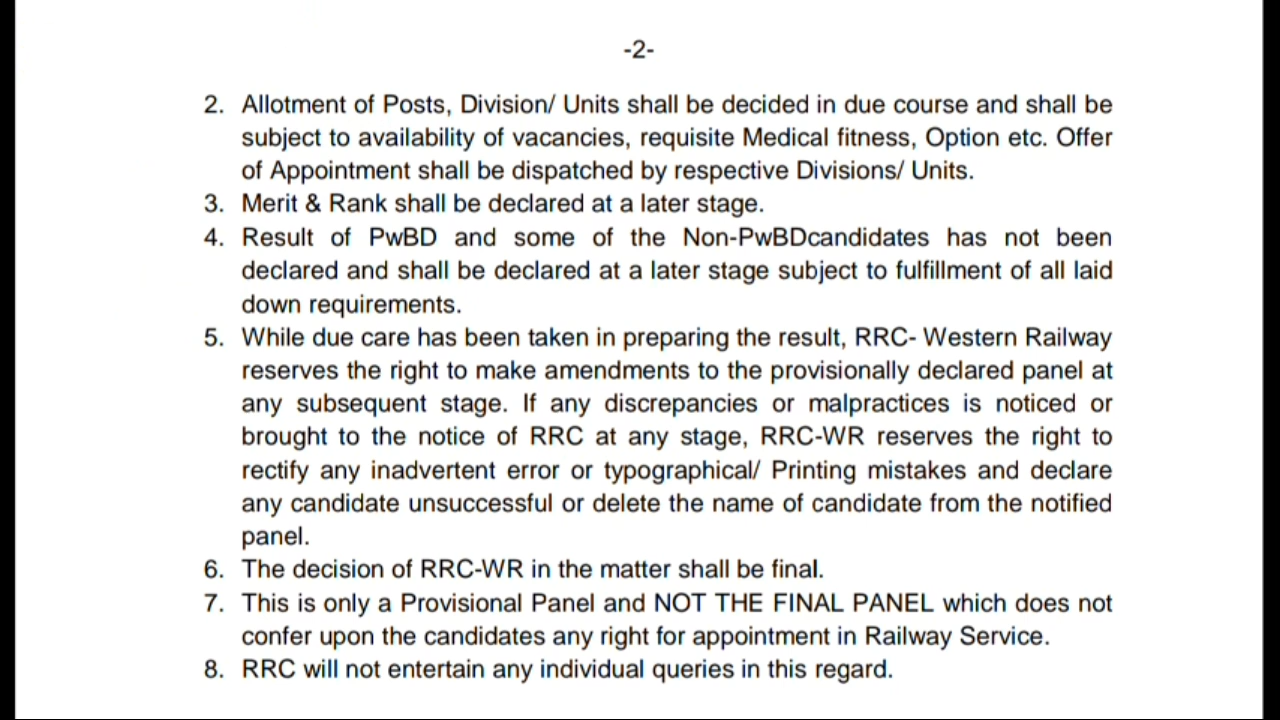 -2-
2. Allotment of Posts, Division/ Units shall be decided in due course and shall be
subject to availability of vacancies, requisite Medical fitness, Option etc. Offer
of Appointment shall be dispatched by respective Divisions/ Units.
3. Merit & Rank shall be declared at a later stage.
4. Result of PwBD and some of the Non-PwBDcandidates has not been
declared and shall be declared at a later stage subject to fulfillment of all laid
down requirements.
5. While due care has been taken in preparing the result, RRC- Western Railway
reserves the right to make amendments to the provisionally declared panel at
any subsequent stage. If any discrepancies or malpractices is noticed or
brought to the notice of RRC at any stage, RRC-WR reserves the right to
rectify any inadvertent error or typographical/ Printing mistakes and declare
any candidate unsuccessful or delete the name of candidate from the notified
panel.
6. The decision of RRC-WR in the matter shall be final.
7. This is only a Provisional Panel and NOT THE FINAL PANEL which does not
confer upon the candidates any right for appointment in Railway Service.
8. RRC will not entertain any individual queries in this regard.